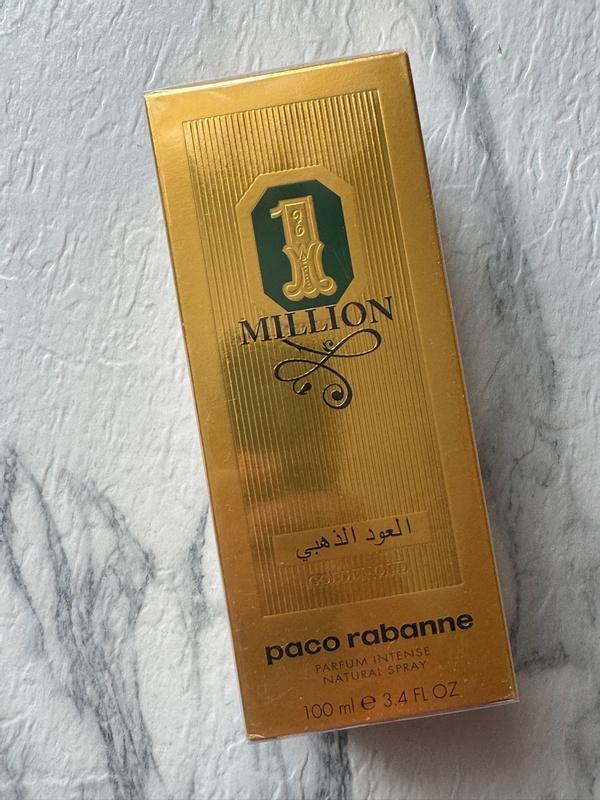 1
MILLION
العود الذهبي
GOLDEN OUD
paco rabanne
PARFUM INTENSE
NATURAL SPRAY
100 ml ℮ 3.4 FL OZ